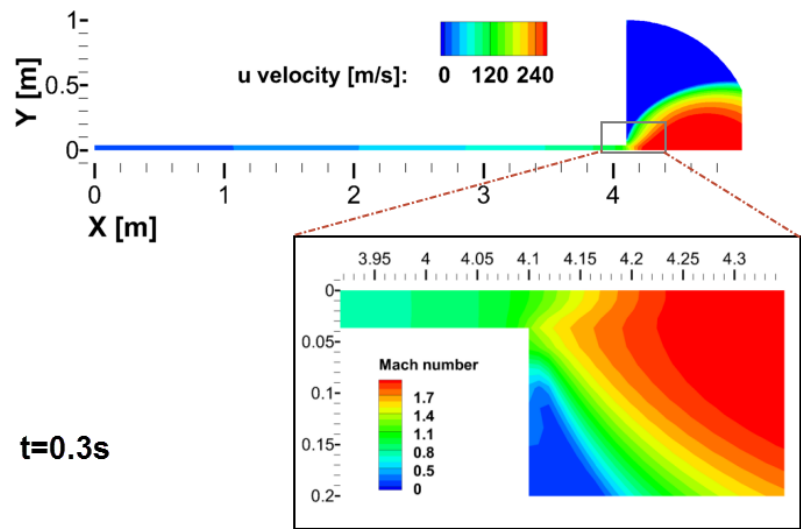 1
Y [m]
0.5
0
u velocity [m/s]:
0 120 240
0 1 2 3 4
X [m]
3.95 4 4.05 4.1 4.15 4.2 4.25 4.3
0
0.05
0.1
0.15
0.2
Mach number
1.7
1.4
1.1
0.8
0.5
0
t=0.3s